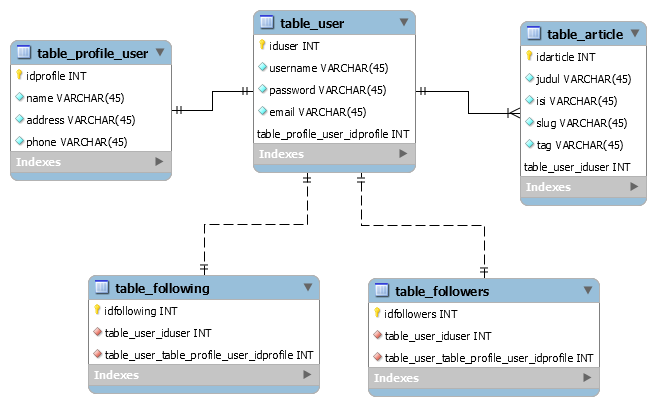 table_profile_user
idprofile INT
name VARCHAR(45)
address VARCHAR(45)
phone VARCHAR(45)
Indexes
table_user
iduser INT
username VARCHAR(45)
password VARCHAR(45)
email VARCHAR(45)
table_profile_user_idprofile INT
Indexes
table_article
idarticle INT
judul VARCHAR(45)
isi VARCHAR(45)
slug VARCHAR(45)
tag VARCHAR(45)
table_user_iduser INT
Indexes
table_following
idfollowing INT
table_user_iduser INT
table_user_table_profile_user_idprofile INT
Indexes
table_followers
idfollowers INT
table_user_iduser INT
table_user_table_profile_user_idprofile INT
Indexes